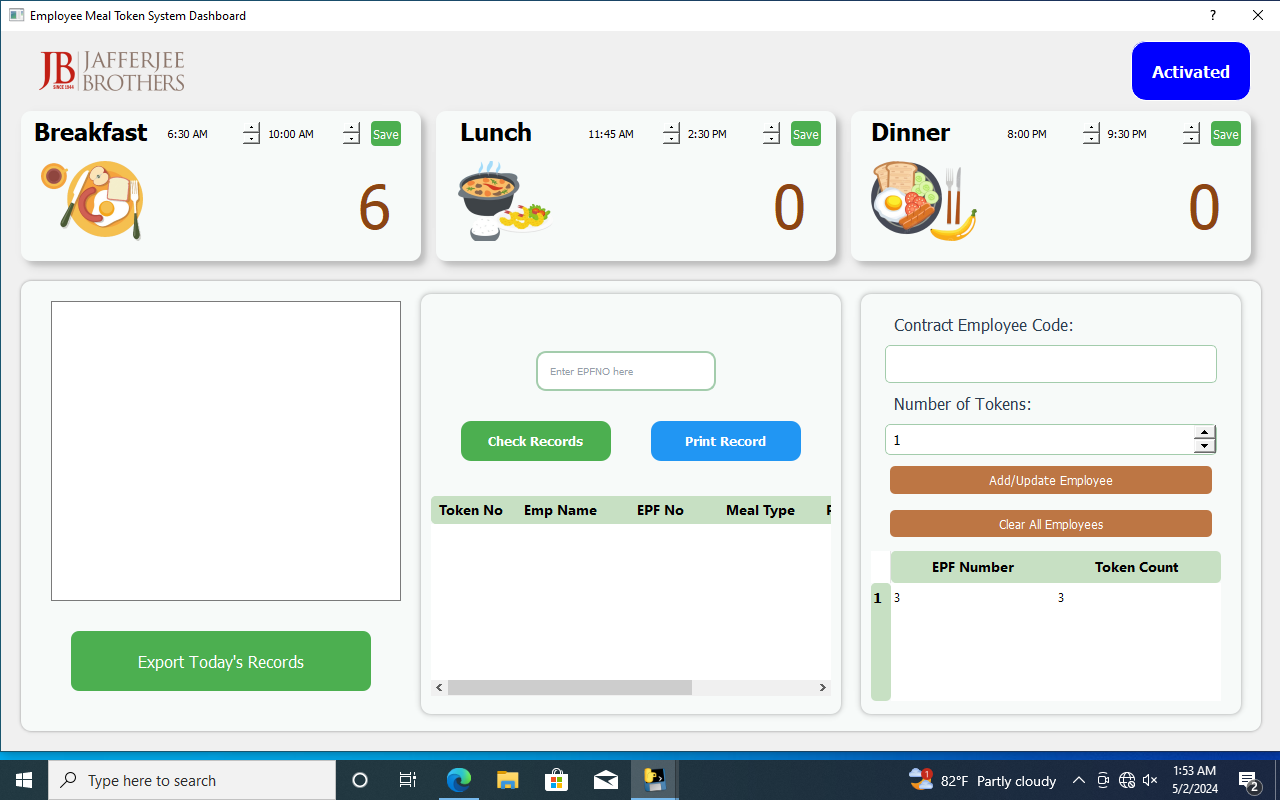 Employee Meal Token System Dashboard
?
JB JAFFERJEE BROTHERS
SINCE 1944
Activated
Breakfast 6:30 AM 10:00 AM Save
6
Lunch 11:45 AM 2:30 PM Save
0
Dinner 8:00 PM 9:30 PM Save
0
Export Today's Records
Enter EPFNO here
Check Records Print Record
Token No Emp Name EPF No Meal Type
Contract Employee Code:
Number of Tokens:
1
Add/Update Employee
Clear All Employees
EPF Number Token Count
1 3 3
Type here to search
1 82°F Partly cloudy
1:53 AM
5/2/2024
2